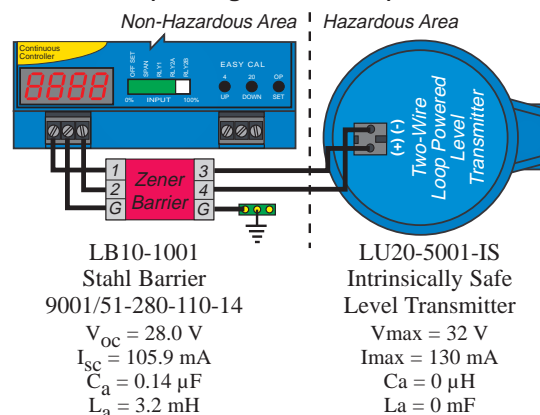 Non-Hazardous Area
Hazardous Area
Continuous
Controller
8888
OFF SET
SPAN
RLY1
RLY2A
RLY2B
0% INPUT 100%
EASY CAL
4 20 OP
UP DOWN SET
1
2
G
Zener
Barrier
3
4
G
(+) (-)
Two-Wire
Loop Powered
Level
Transmitter
LB10-1001
Stahl Barrier
9001/51-280-110-14
Voc = 28.0 V
Isc = 105.9 mA
Ca = 0.14 µF
La = 3.2 mH
LU20-5001-IS
Intrinsically Safe
Level Transmitter
Vmax = 32 V
Imax = 130 mA
Ca = 0 µH
La = 0 mF